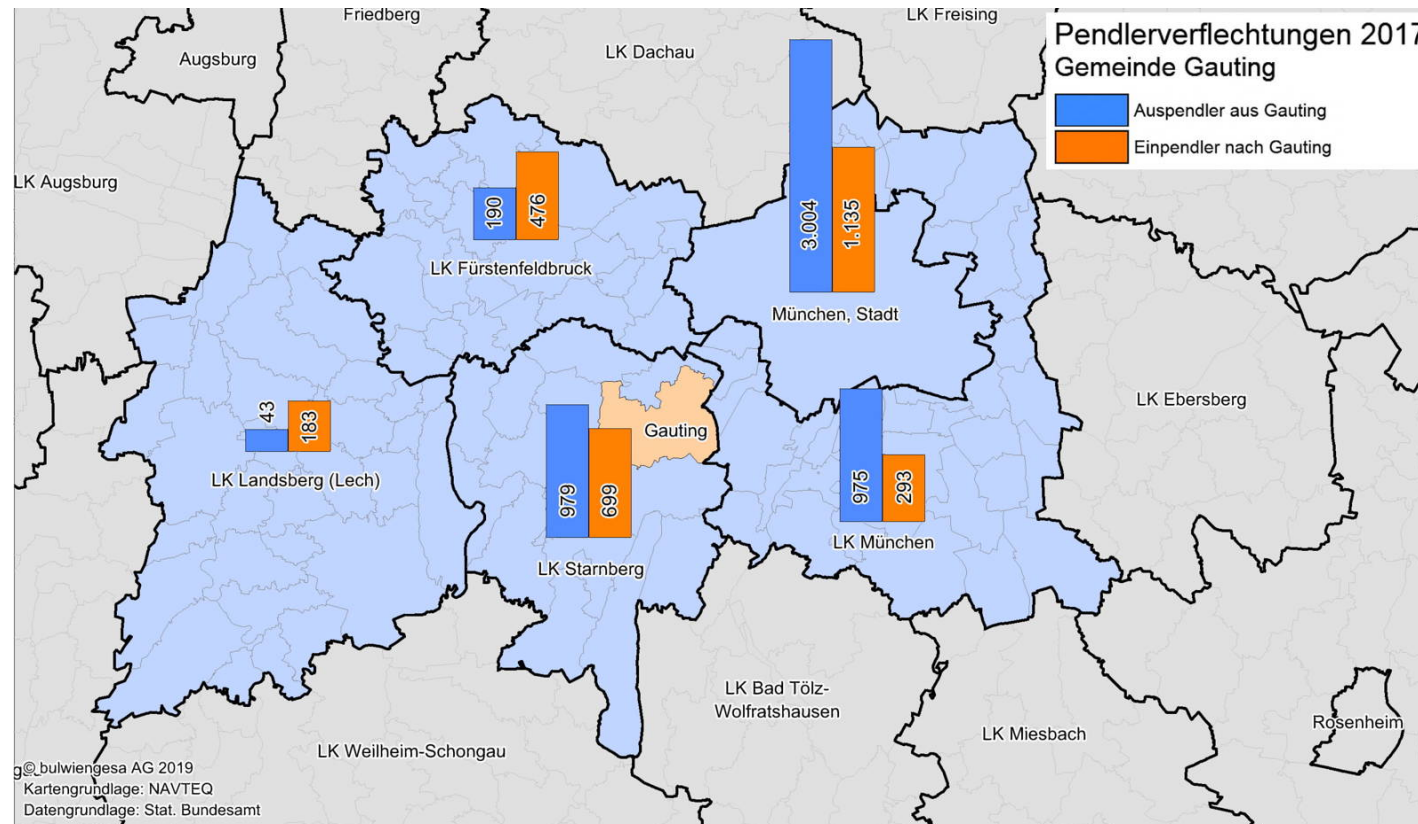 Friedberg
LK Freising
Pendlerverflechtungen 2017
Gemeinde Gauting
Auspendler aus Gauting
Einpendler nach Gauting
Augsburg
LK Dachau
LK Augsburg
190
476
LK Fürstenfeldbruck
3.004
1.135
München, Stadt
LK Ebersberg
43
183
LK Landsberg (Lech)
Gauting
979
699
LK Starnberg
975
293
LK München
LK Bad Tölz-
Wolfratshausen
LK Weilheim-Schongau
LK Miesbach
Rosenheim
© bulwiengesa AG 2019
Kartengrundlage: NAVTEQ
Datengrundlage: Stat. Bundesamt